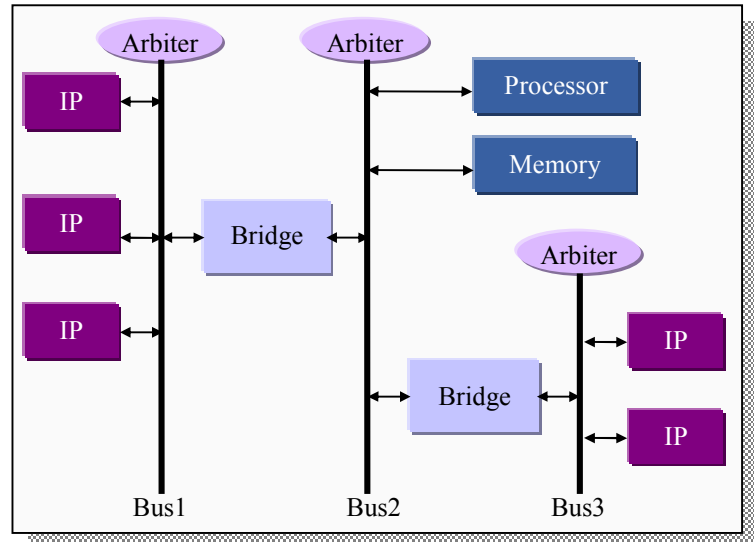 Arbiter
Arbiter
IP
Processor
Memory
IP
Bridge
Arbiter
IP
IP
Bridge
IP
Bus1
Bus2
Bus3